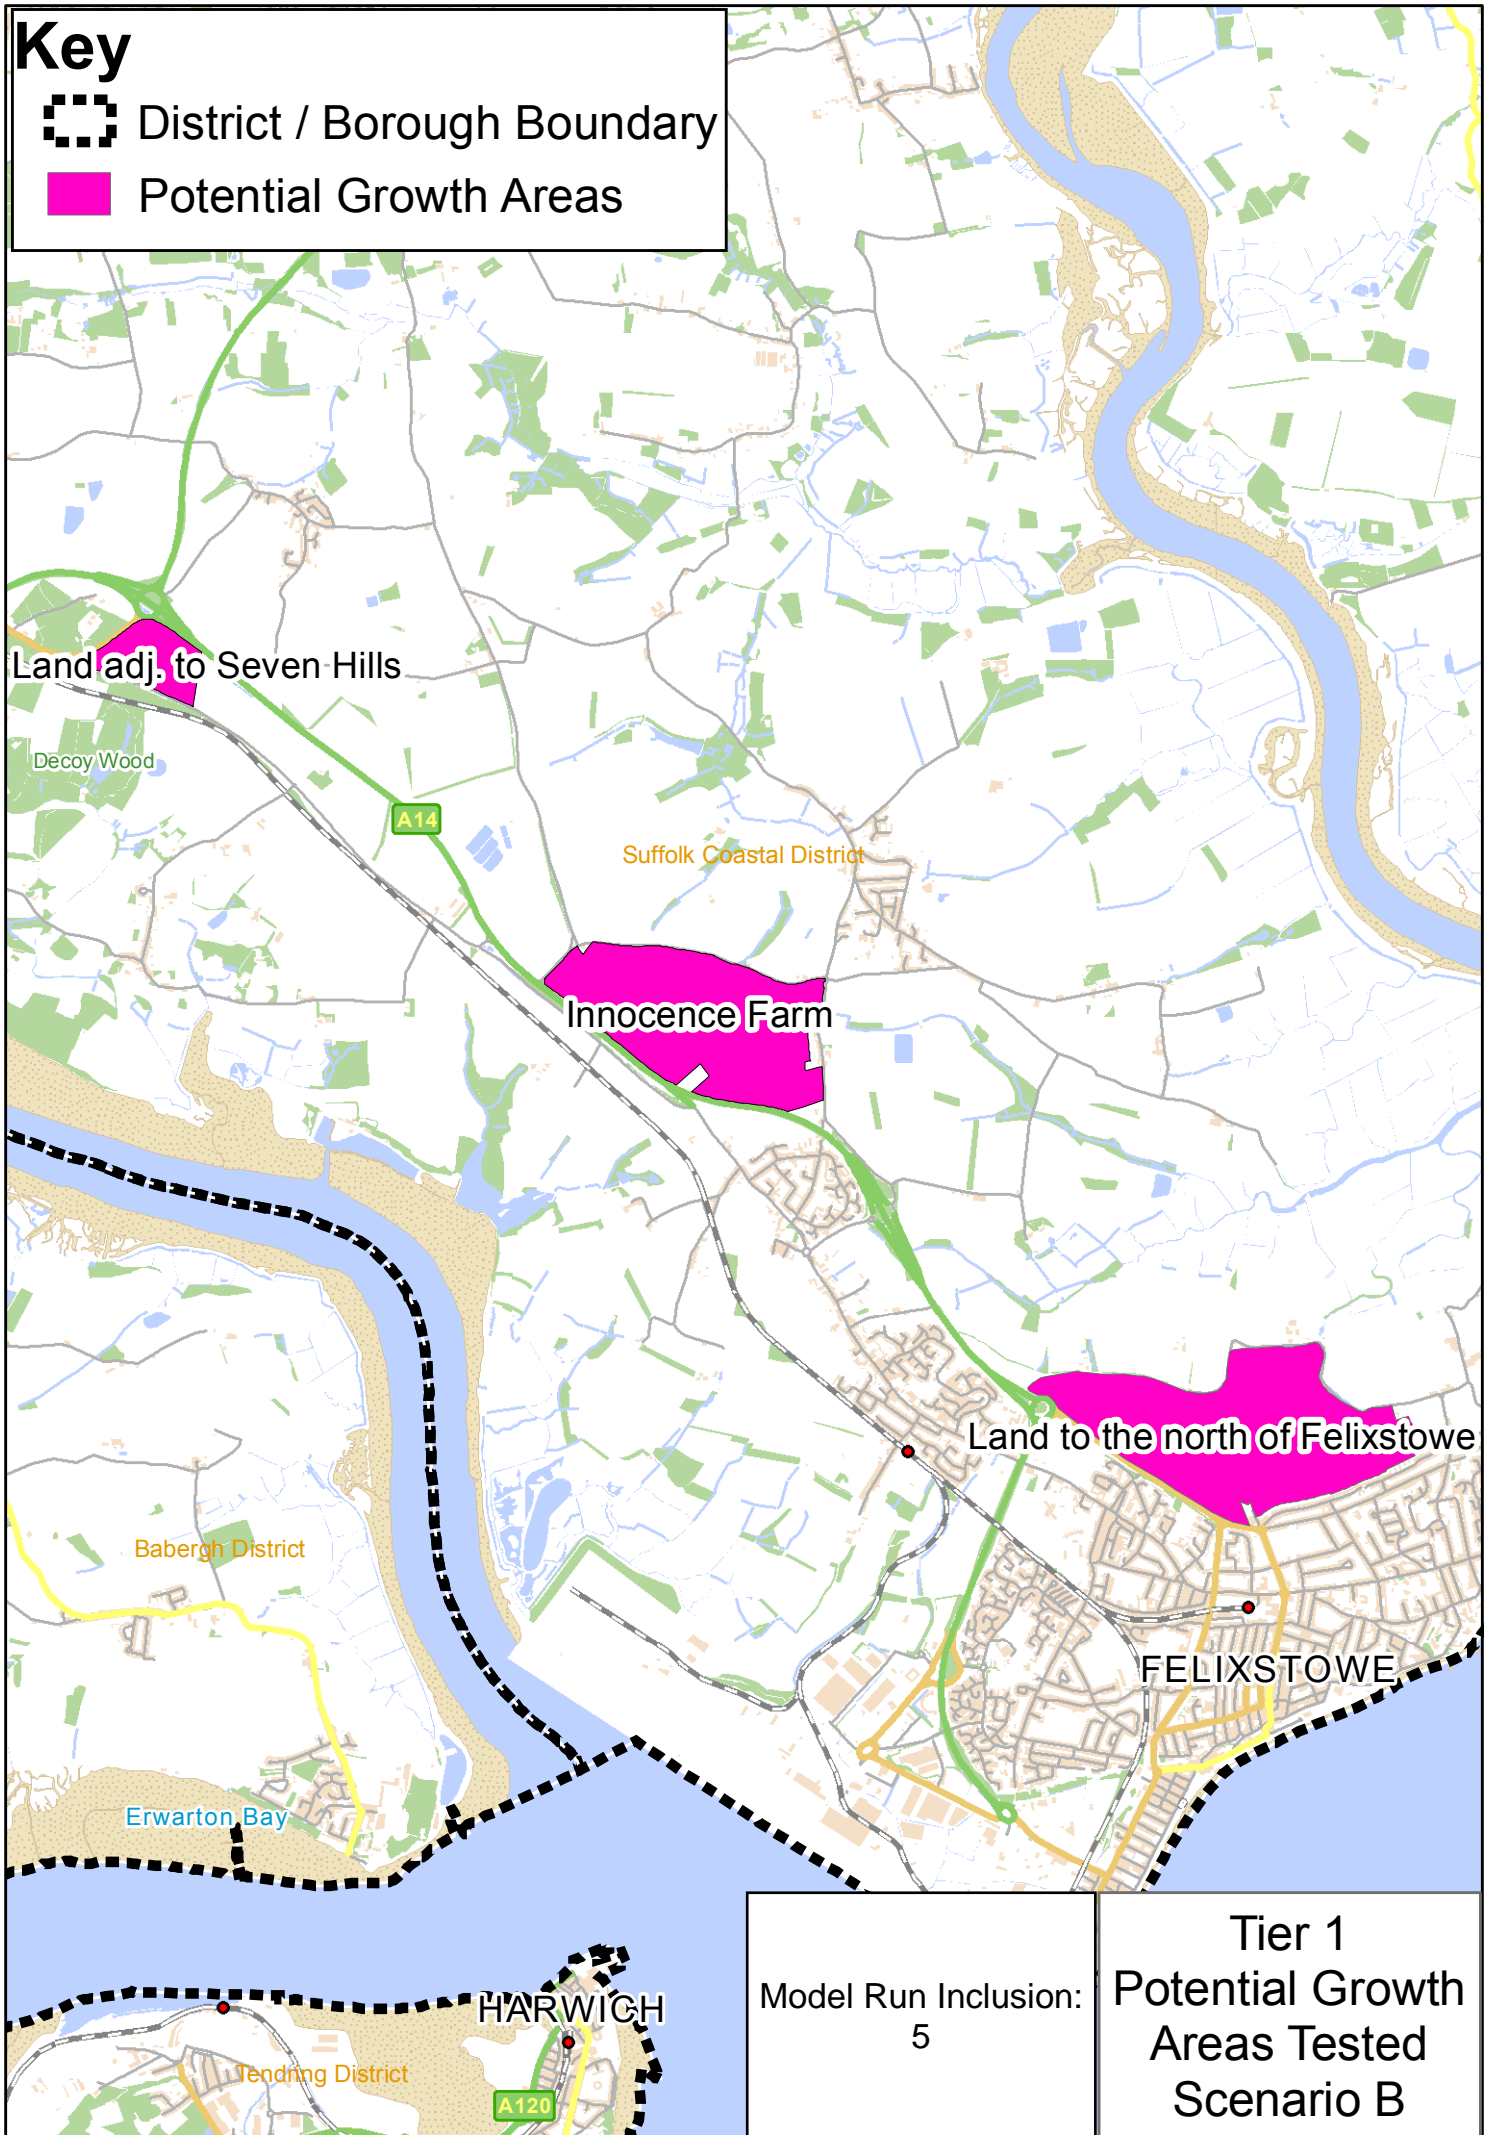 Key
District / Borough Boundary
Potential Growth Areas
Land adj. to Seven Hills
Decoy Wood
A14
Suffolk Coastal District
Innocence Farm
Land to the north of Felixstowe
Babergh District
FELIXSTOWE
Erwarton Bay
HARWICH
Tendring District
A120
Model Run Inclusion:
5
Tier 1
Potential Growth
Areas Tested
Scenario B